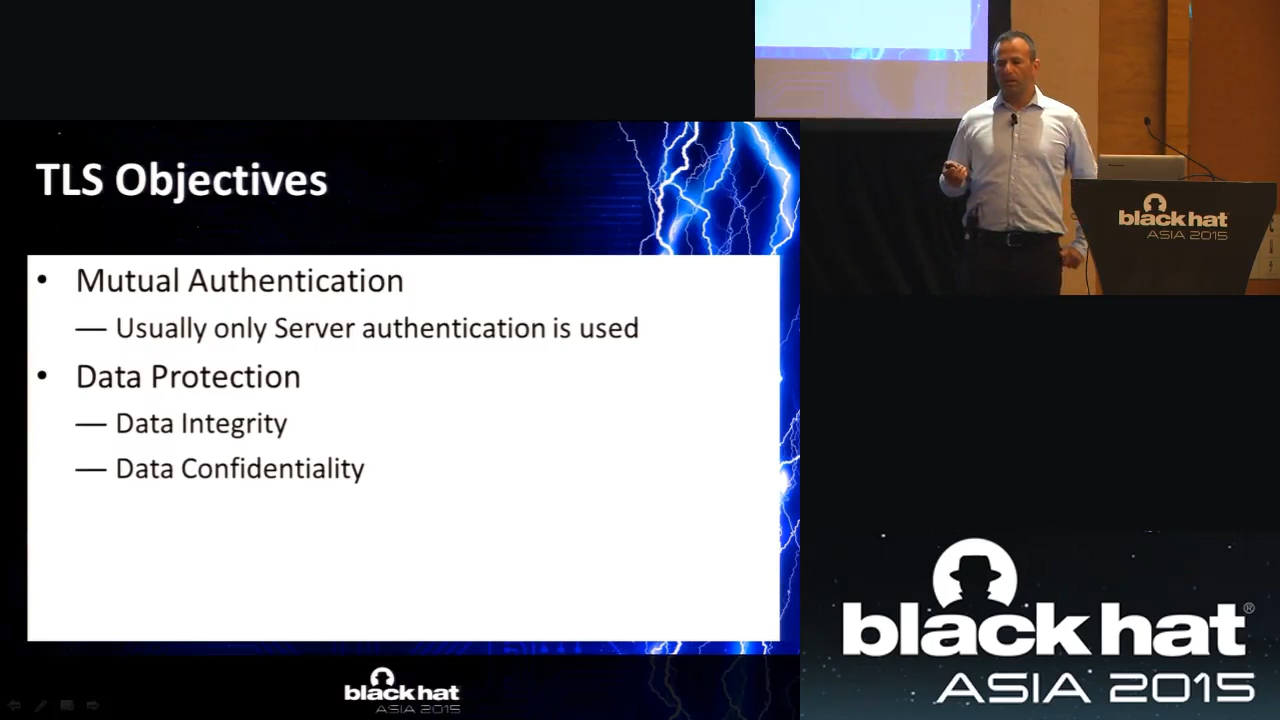 TLS Objectives
• Mutual Authentication
— Usually only Server authentication is used
• Data Protection
— Data Integrity
— Data Confidentiality
black hat
ASIA 2015
black hat
ASIA 2015
black hat®
ASIA 2015